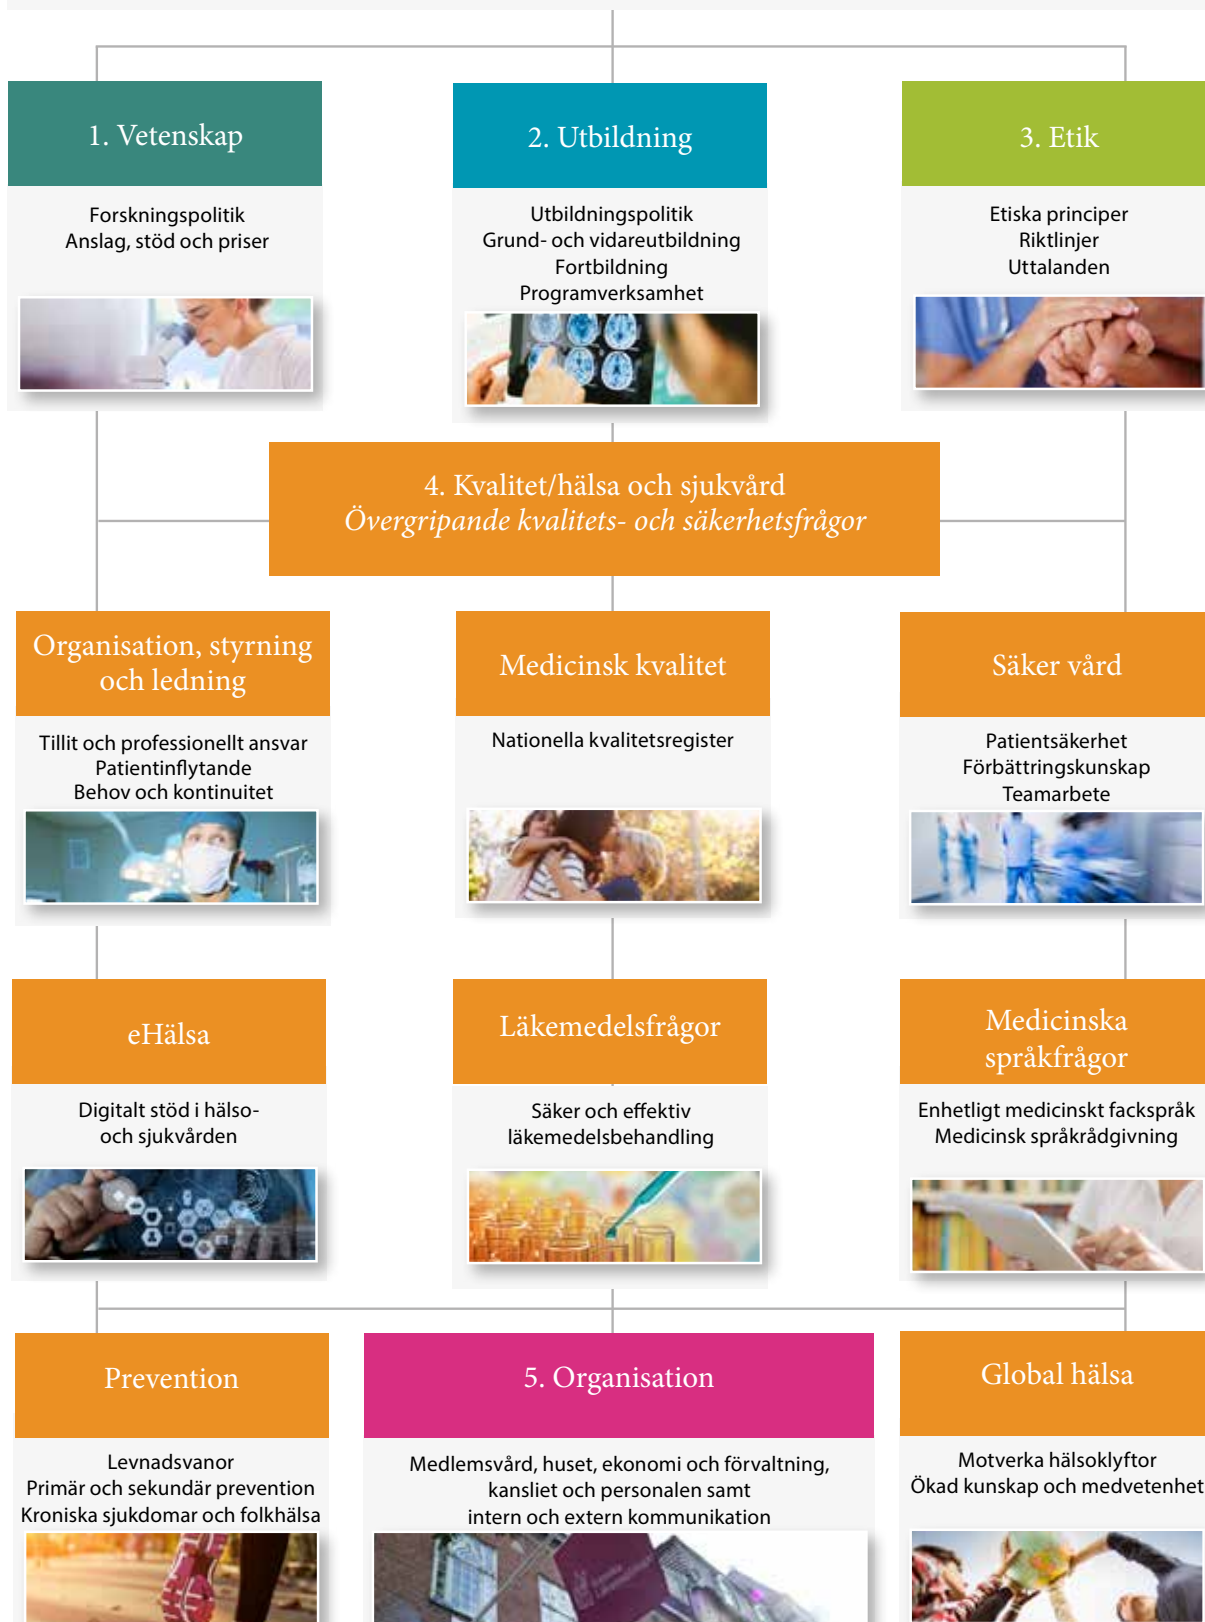 1. Vetenskap
Forskningspolitik
Anslag, stöd och priser
2. Utbildning
Utbildningspolitik
Grund- och vidareutbildning
Fortbildning
Programverksamhet
3. Etik
Etiska principer
Riktlinjer
Uttalanden
4. Kvalitet/hälsa och sjukvård
Övergripande kvalitets- och säkerhetsfrågor
Organisation, styrning
och ledning
Tillit och professionellt ansvar
Patientinflytande
Behov och kontinuitet
Medicinsk kvalitet
Nationella kvalitetsregister
Säker vård
Patientsäkerhet
Förbättringskunskap
Teamarbete
eHälsa
Digitalt stöd i hälso-
och sjukvården
Läkemedelsfrågor
Säker och effektiv
läkemedelsbehandling
Medicinska
språkfrågor
Enhetligt medicinskt fackspråk
Medicinsk språkrådgivning
Prevention
Levnadsvanor
Primär och sekundär prevention
Kroniska sjukdomar och folkhälsa
5. Organisation
Medlemsvård, huset, ekonomi och förvaltning,
kansliet och personalen samt
intern och extern kommunikation
Global hälsa
Motverka hälsoklyftor
Ökad kunskap och medvetenhet